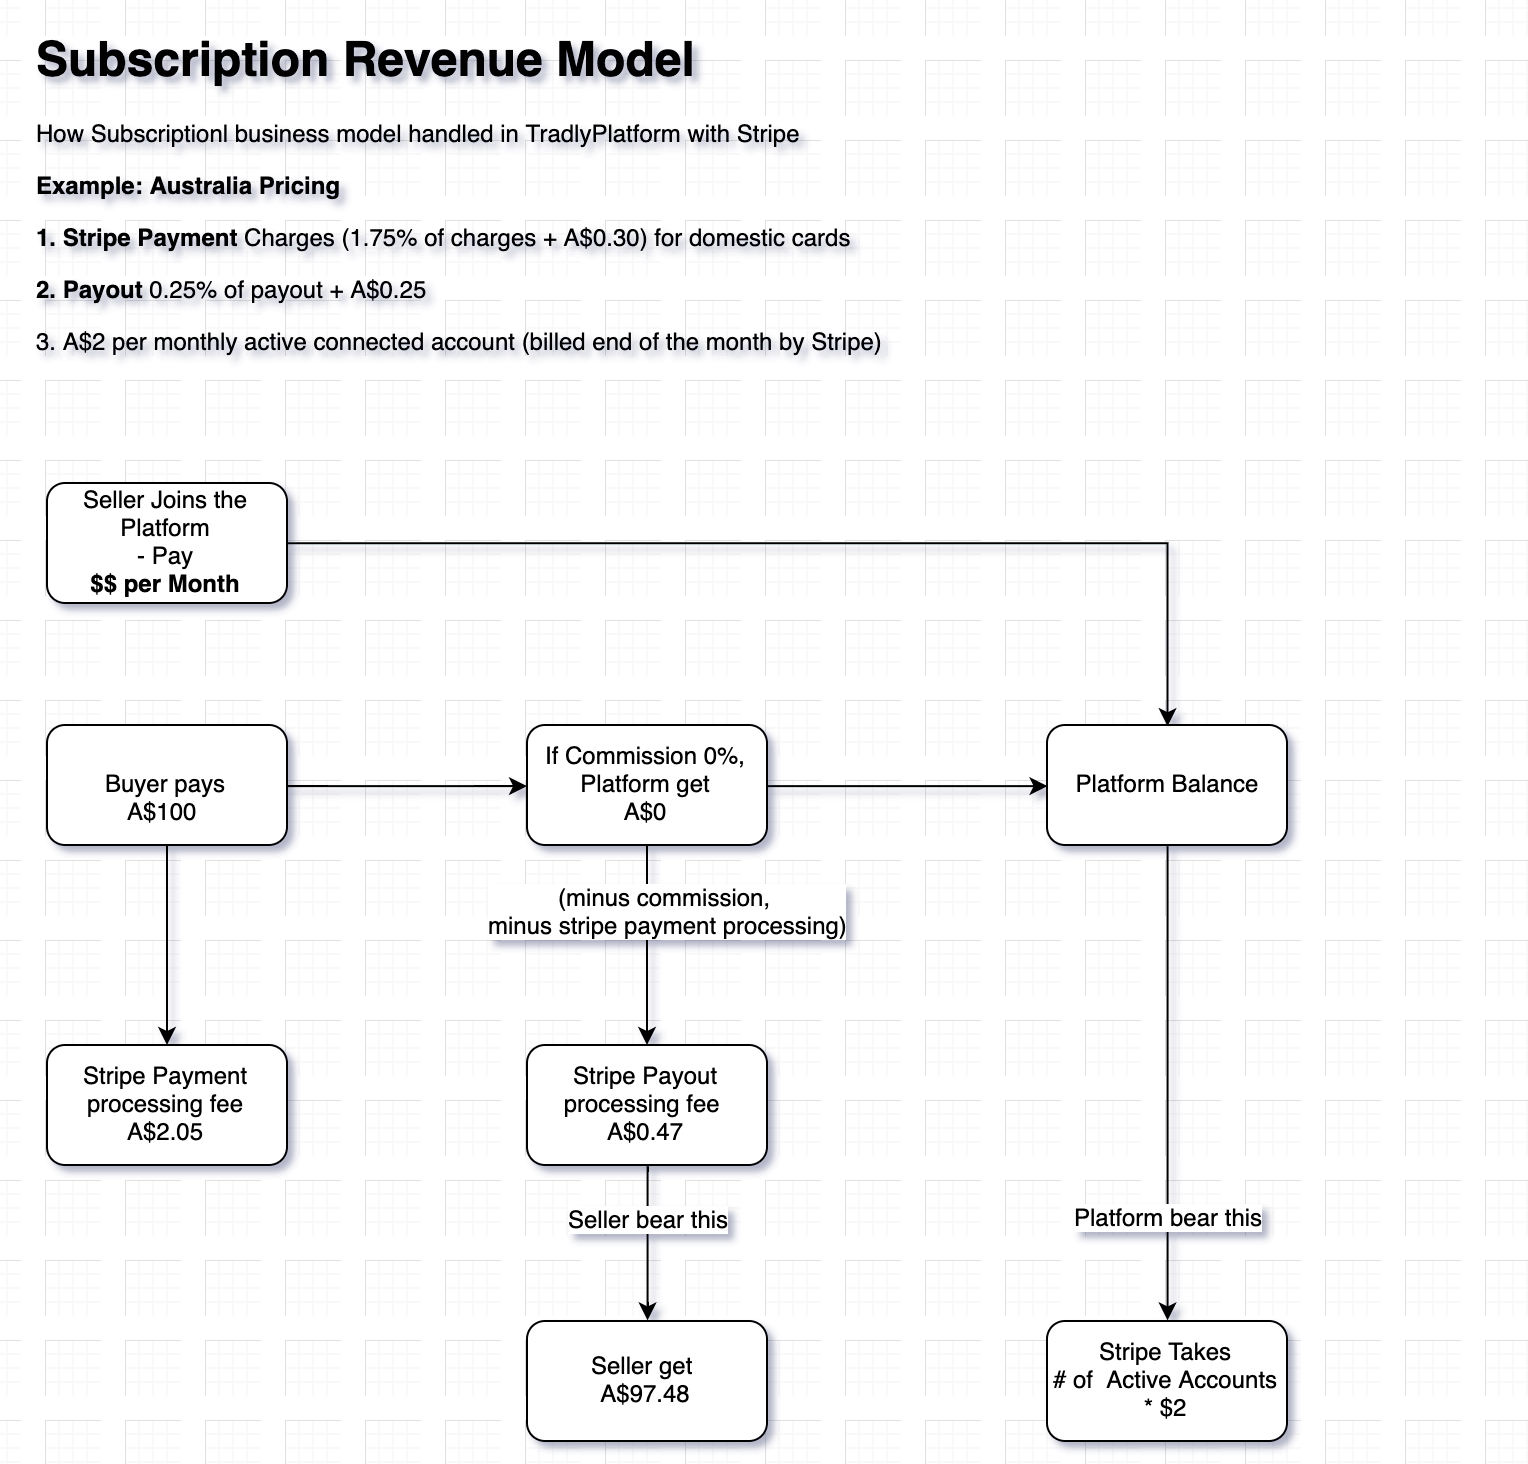 Subscription Revenue Model
How Subscriptionl business model handled in TradlyPlatform with Stripe
Example: Australia Pricing
1. Stripe Payment Charges (1.75% of charges + A$0.30) for domestic cards
2. Payout 0.25% of payout + A$0.25
3. A$2 per monthly active connected account (billed end of the month by Stripe)
Seller Joins the
Platform
- Pay
$$ per Month
Buyer pays
A$100
If Commission 0%,
Platform get
A$0
Platform Balance
(minus commission,
minus stripe payment processing)
Stripe Payment
processing fee
A$2.05
Stripe Payout
processing fee
A$0.47
Seller bear this
Platform bear this
Seller get
A$97.48
Stripe Takes
# of  Active Accounts
* $2